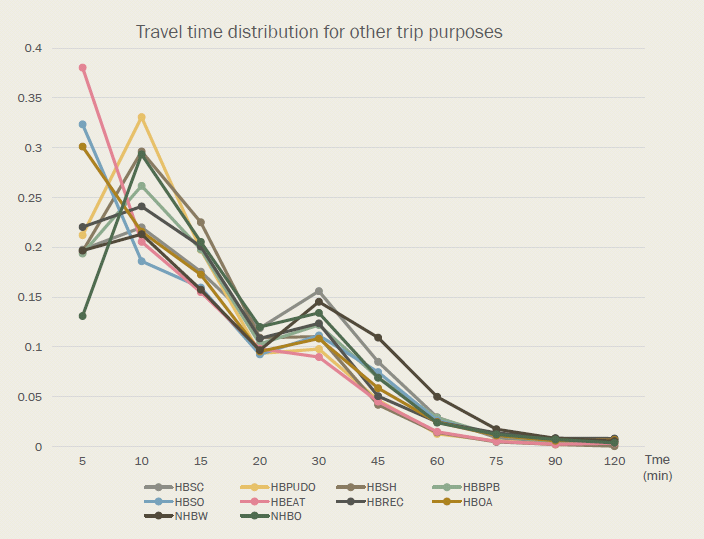 Travel time distribution for other trip purposes
0.4
0.35
0.3
0.25
0.2
0.15
0.1
0.05
0
5 10 15 20 30 45 60 75 90 120 Tme
(min)
HBSC HBPUDO HBSH HBBPB
HBSO HBEAT HBREC HBOA
NHBW NHBO